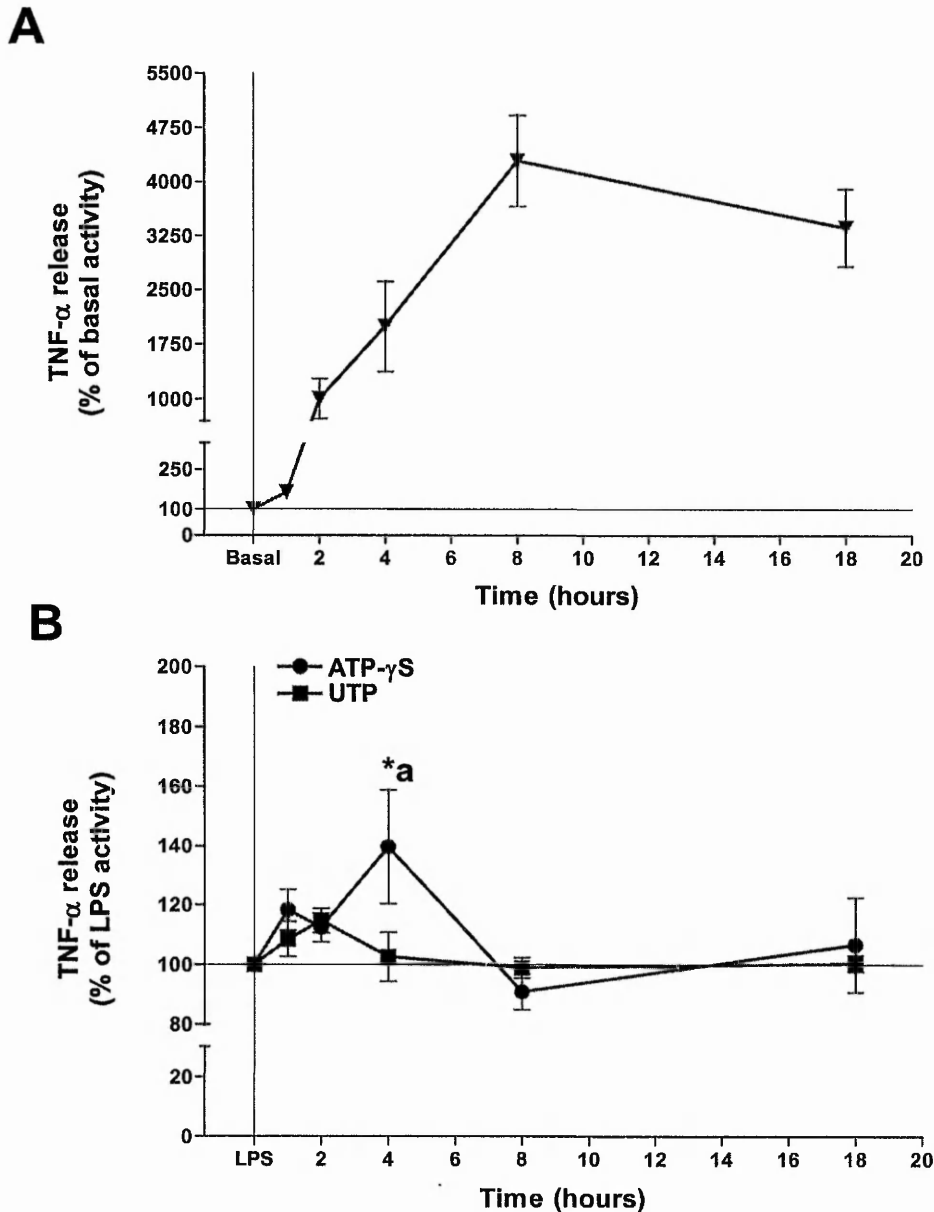 A
TNF-α release
(% of basal activity)
5500
4750
4000
3250
2500
1750
1000
250
100
0
Basal 2 4 6 8 10 12 14 16 18 20
Time (hours)
B
ATP-γS
UTP
TNF-α release
(% of LPS activity)
200
180
160
140
120
100
80
20
0
*a
LPS 2 4 6 8 10 12 14 16 18 20
Time (hours)